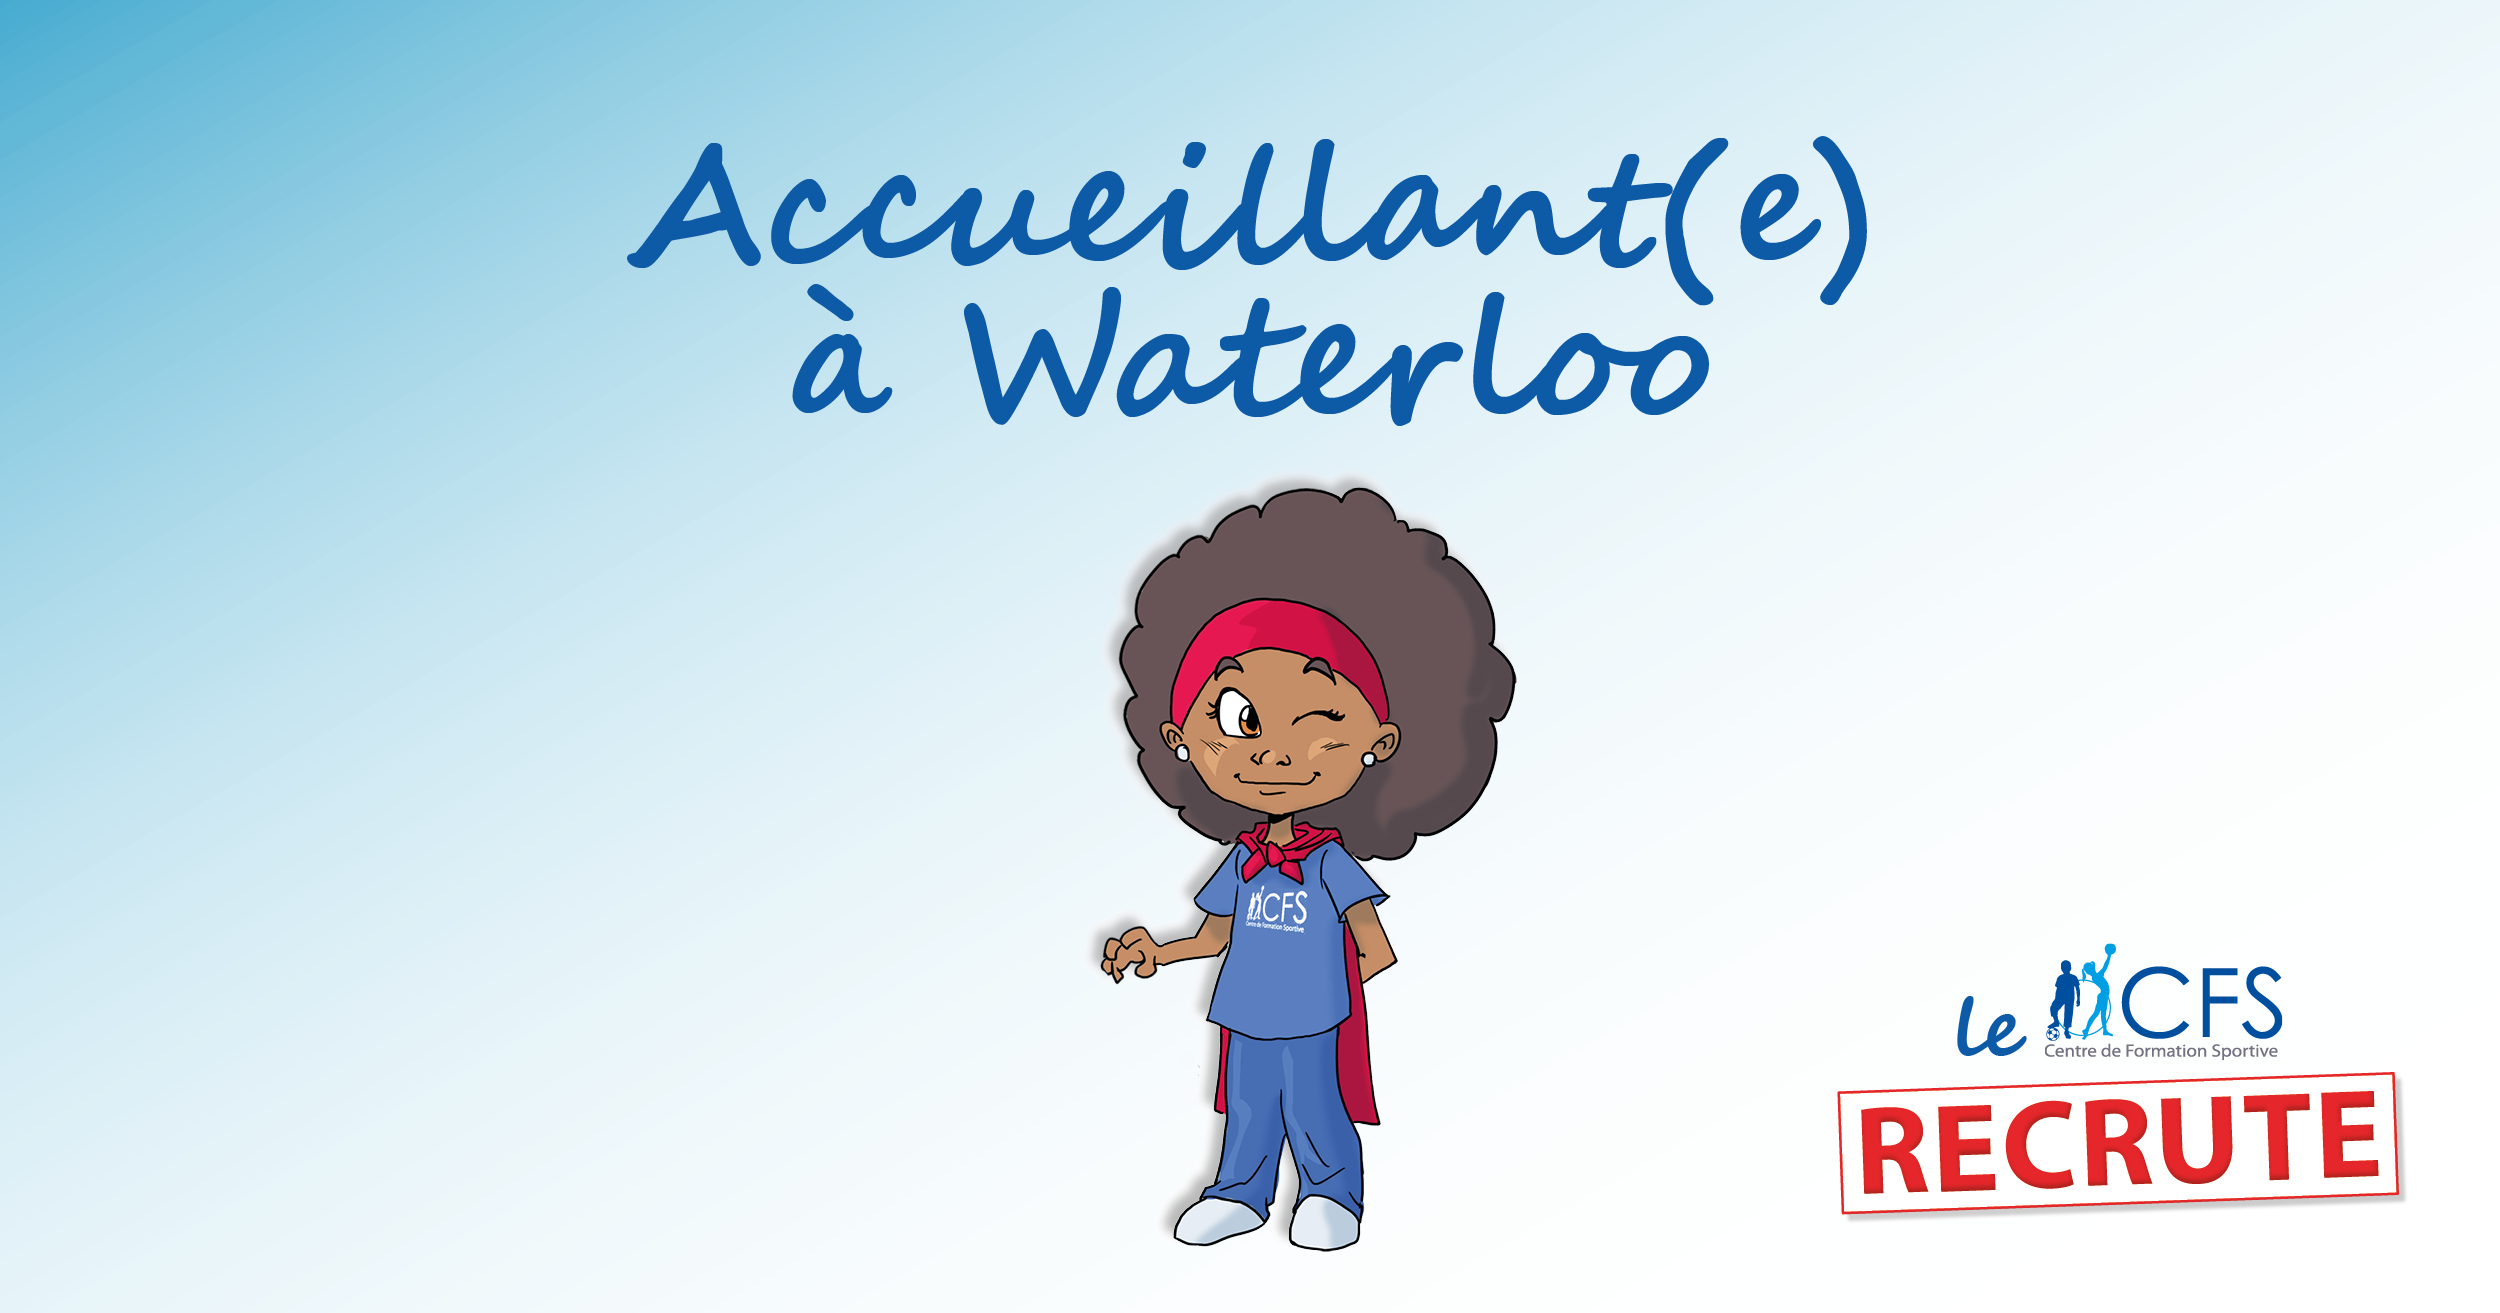 Accueillant(e)
à Waterloo
CFS
Centre de Formation Sportive
le CFS
Centre de Formation Sportive
RECRUTE